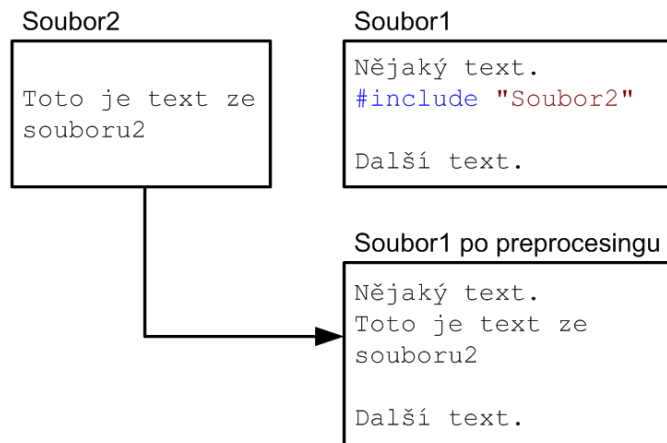 Soubor2
Toto je text ze
souboru2
Soubor1
Nějaký text.
#include "Soubor2"
Další text.
Soubor1 po preprocesingu
Nějaký text.
Toto je text ze
souboru2
Další text.